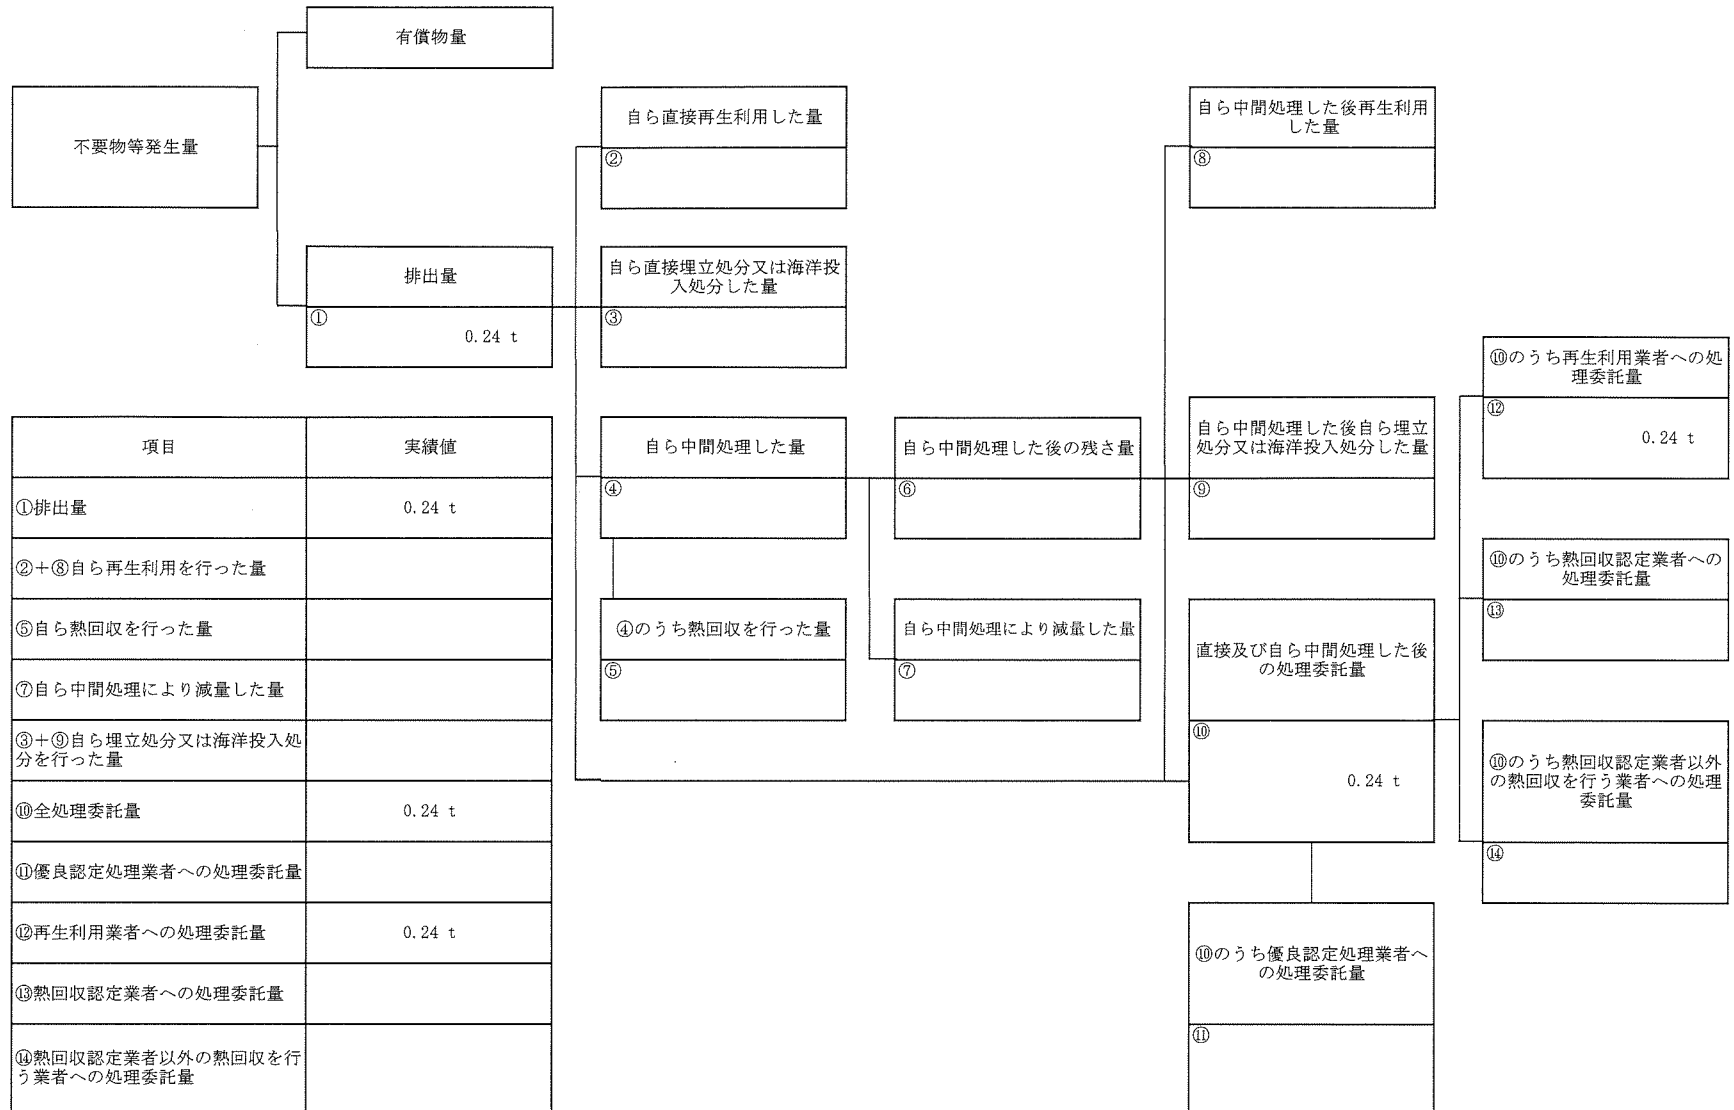 有償物量
不要物等発生量
自ら直接再生利用した量
②
自ら中間処理した後再生利用
した量
⑧
排出量
①
0.24 t
自ら直接埋立処分又は海洋投
入処分した量
③
⑩のうち再生利用業者への処
理委託量
⑫
0.24 t
自ら中間処理した量
④
自ら中間処理した後の残さ量
⑥
自ら中間処理した後自ら埋立
処分又は海洋投入処分した量
⑨
⑩のうち熱回収認定業者への
処理委託量
⑬
④のうち熱回収を行った量
⑤
自ら中間処理により減量した量
⑦
直接及び自ら中間処理した後
の処理委託量
⑩
0.24 t
⑩のうち熱回収認定業者以外
の熱回収を行う業者への処理
委託量
⑭
⑩のうち優良認定処理業者へ
の処理委託量
⑪
項目 実績値
①排出量 0.24 t
②+⑧自ら再生利用を行った量
⑤自ら熱回収を行った量
⑦自ら中間処理により減量した量
③+⑨自ら埋立処分又は海洋投入処
分を行った量
⑩全処理委託量 0.24 t
⑪優良認定処理業者への処理委託量
⑫再生利用業者への処理委託量 0.24 t
⑬熱回収認定業者への処理委託量
⑭熱回収認定業者以外の熱回収を行
う業者への処理委託量